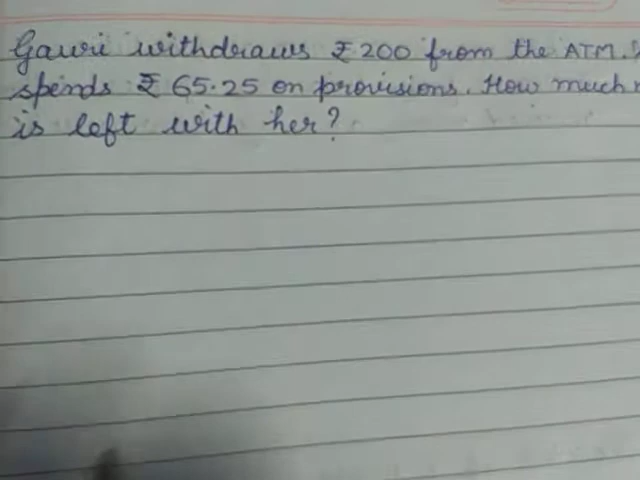 Gauri withdraws ₹200 from the ATM.
spends ₹ 65.25 on provisions. How much
is left with her?